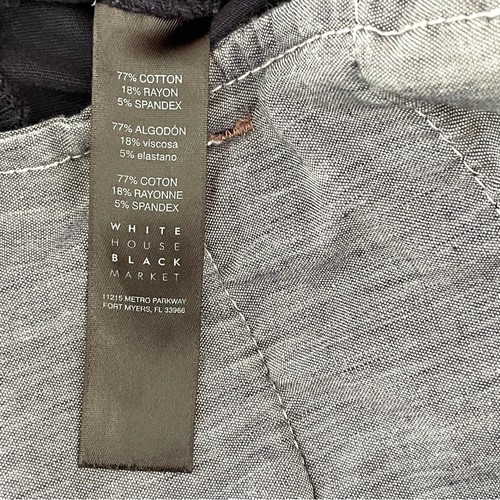 77% COTTON
18% RAYON
5% SPANDEX
77% ALGODÓN
18% viscosa
5% elastano
77% COTON
18% RAYONNE
5% SPANDEX
WHITE
HOUSE
BLACK
MARKET
11215 METRO PARKWAY
FORT MYERS, FL 33966